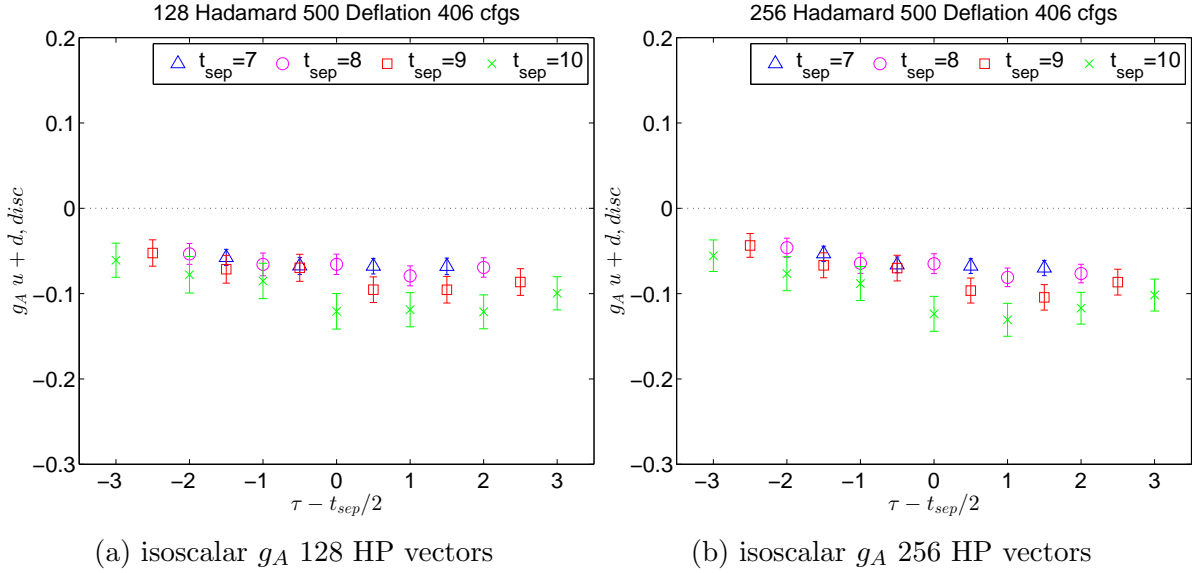 128 Hadamard 500 Deflation 406 cfgs
t_sep=7 t_sep=8 t_sep=9 t_sep=10
0.2
0.1
0
−0.1
−0.2
−0.3
g_A u + d, disc
−3 −2 −1 0 1 2 3
τ − t_sep/2
(a) isoscalar g_A 128 HP vectors
256 Hadamard 500 Deflation 406 cfgs
t_sep=7 t_sep=8 t_sep=9 t_sep=10
0.2
0.1
0
−0.1
−0.2
−0.3
g_A u + d, disc
−3 −2 −1 0 1 2 3
τ − t_sep/2
(b) isoscalar g_A 256 HP vectors